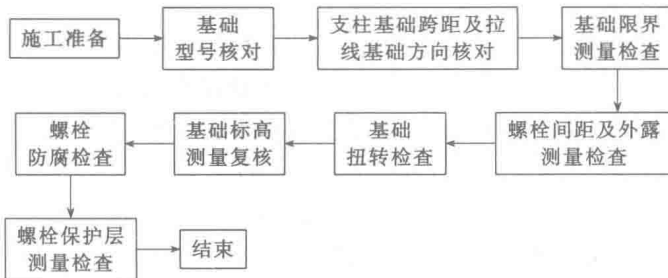 施工准备
基础
型号核对
支柱基础跨距及拉
线基础方向核对
基础限界
测量检查
螺栓间距及外露
测量检查
基础
扭转检查
基础标高
测量复核
螺栓
防腐检查
螺栓保护层
测量检查
结束